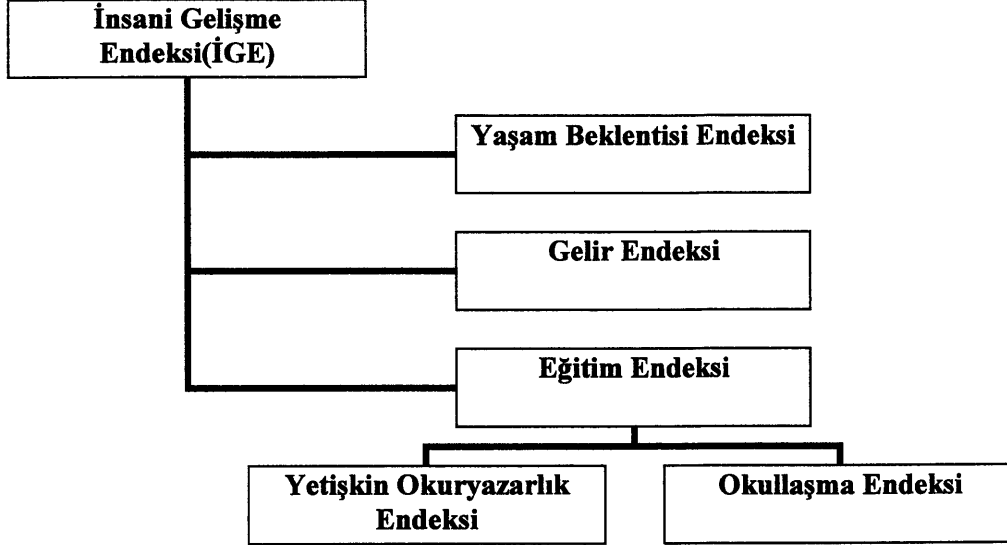 İnsani Gelişme
Endeksi(İGE)
Yaşam Beklentisi Endeksi
Gelir Endeksi
Eğitim Endeksi
Yetişkin Okuryazarlık
Endeksi
Okullaşma Endeksi